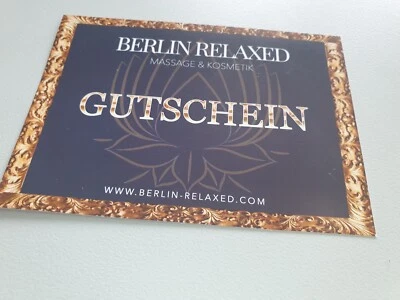 BERLIN RELAXED
MASSAGE & KOSMETIK
GUTSCHEIN
WWW.BERLIN-RELAXED.COM